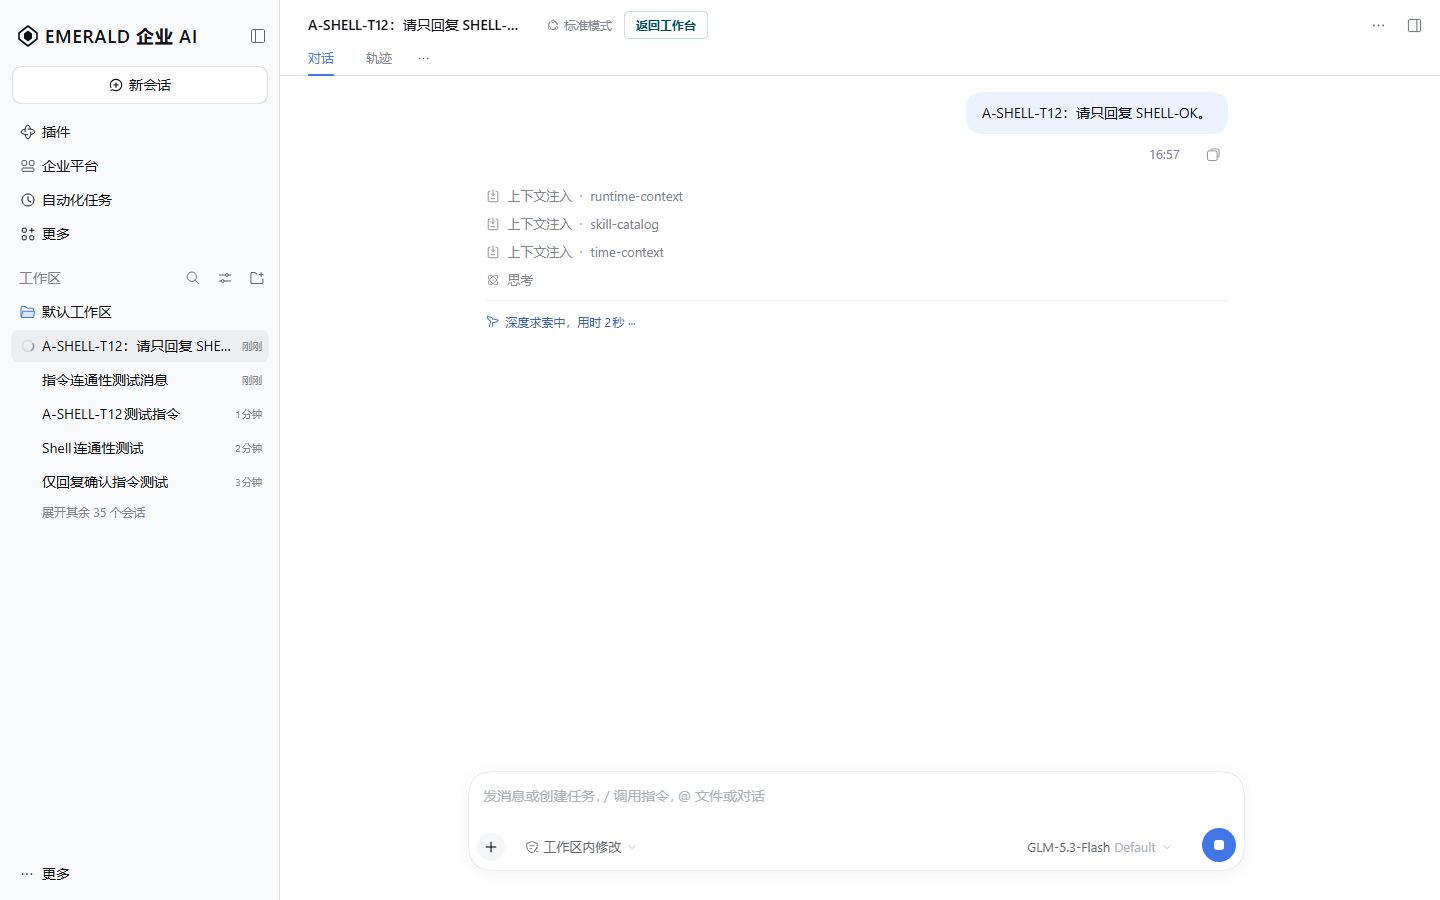 EMERALD 企业 AI
新会话
插件
企业平台
自动化任务
更多
工作区
默认工作区
A-SHELL-T12：请只回复 SHE... 刚刚
指令连通性测试消息 刚刚
A-SHELL-T12测试指令 1分钟
Shell连通性测试 2分钟
仅回复确认指令测试 3分钟
展开其余 35 个会话
... 更多
A-SHELL-T12：请只回复 SHELL-... 标准模式 返回工作台
对话 轨迹 ...
A-SHELL-T12：请只回复 SHELL-OK。
16:57
上下文注入 · runtime-context
上下文注入 · skill-catalog
上下文注入 · time-context
思考
深度求索中，用时 2秒 ...
发消息或创建任务, / 调用指令, @ 文件或对话
工作区内修改
GLM-5.3-Flash Default